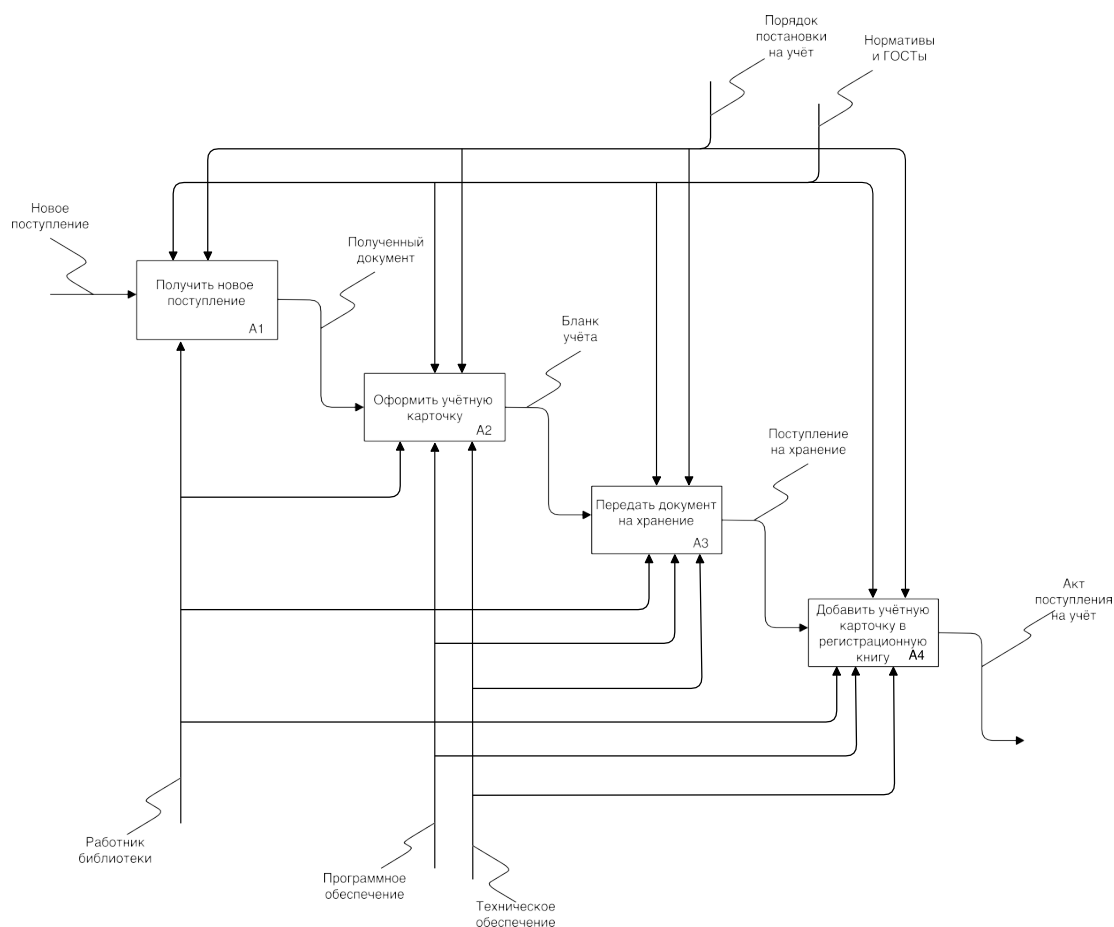 Порядок
постановки
на учёт
Нормативы
и ГОСТы
Новое
поступление
Полученный
документ
Получить новое
поступление
A1
Бланк
учёта
Оформить учётную
карточку
A2
Поступление
на хранение
Передать документ
на хранение
A3
Акт
поступления
на учёт
Добавить учётную
карточку в
регистрационную
книгу
A4
Работник
библиотеки
Программное
обеспечение
Техническое
обеспечение